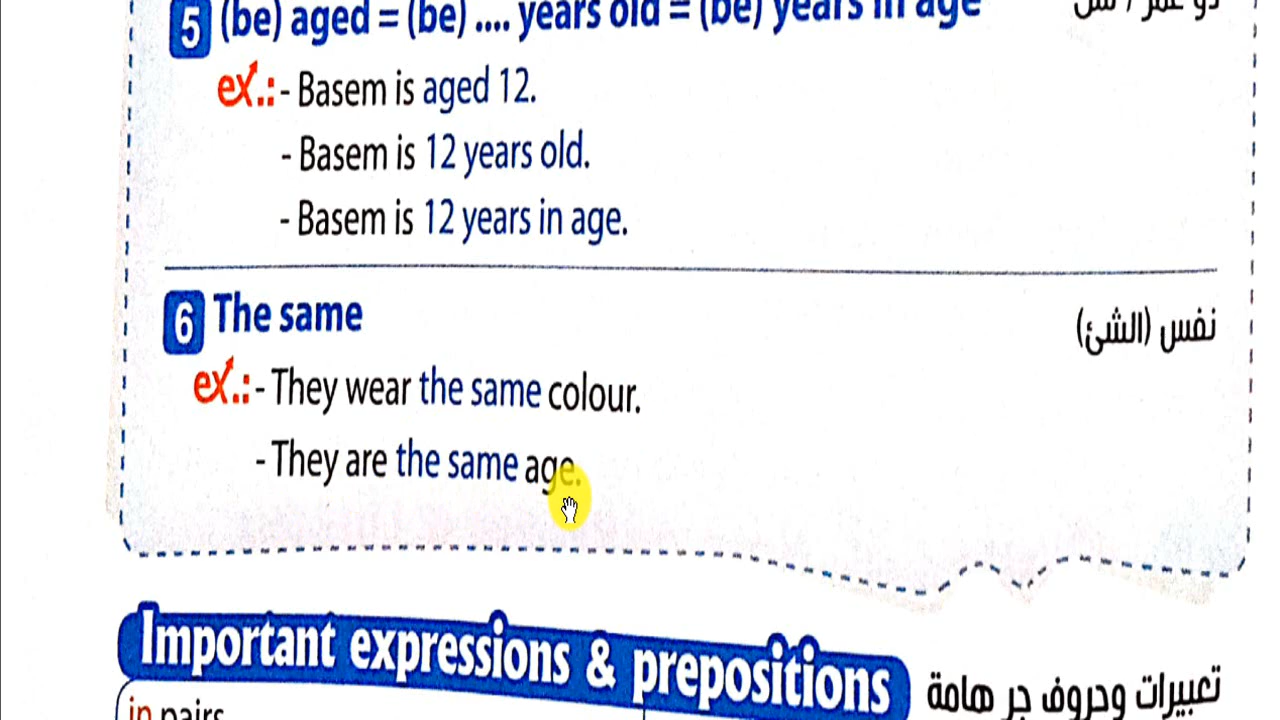 5 (be) aged = (be) .... years old = (be) years in age
ex.: - Basem is aged 12.
- Basem is 12 years old.
- Basem is 12 years in age.
6 The same نفس (الشئ)
ex.: - They wear the same colour.
- They are the same age.
Important expressions & prepositions تعبيرات وحروف جر هامة
in pairs